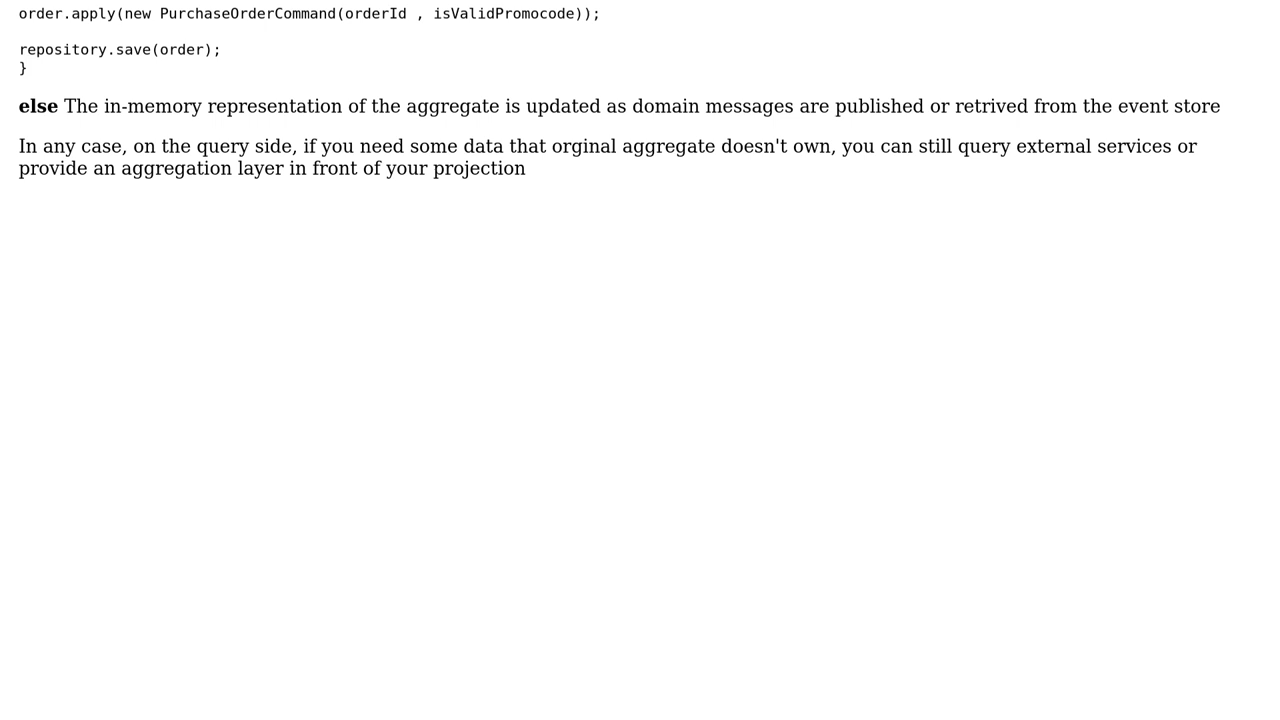 order.apply(new PurchaseOrderCommand(orderId , isValidPromocode));
repository.save(order);
}
else The in-memory representation of the aggregate is updated as domain messages are published or retrived from the event store
In any case, on the query side, if you need some data that orginal aggregate doesn't own, you can still query external services or
provide an aggregation layer in front of your projection